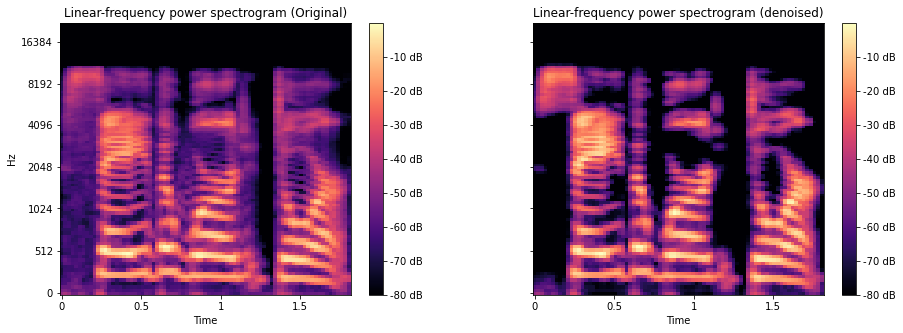 Linear-frequency power spectrogram (Original)
Hz
16384
8192
4096
2048
1024
512
0
0
0.5
1
1.5
Time
-10 dB
-20 dB
-30 dB
-40 dB
-50 dB
-60 dB
-70 dB
-80 dB
Linear-frequency power spectrogram (denoised)
0
0.5
1
1.5
Time
-10 dB
-20 dB
-30 dB
-40 dB
-50 dB
-60 dB
-70 dB
-80 dB